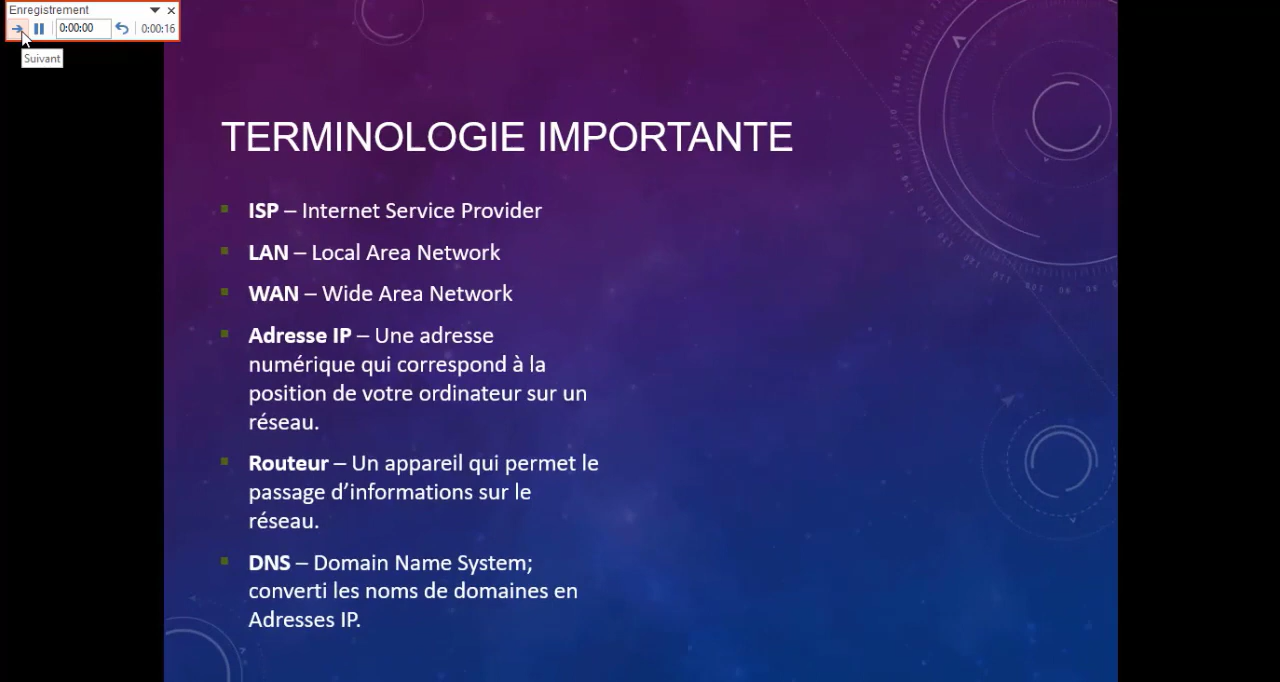 Enregistrement
0:00:00
0:00:16
Suivant
TERMINOLOGIE IMPORTANTE
ISP – Internet Service Provider
LAN – Local Area Network
WAN – Wide Area Network
Adresse IP – Une adresse
numérique qui correspond à la
position de votre ordinateur sur un
réseau.
Routeur – Un appareil qui permet le
passage d’informations sur le
réseau.
DNS – Domain Name System;
converti les noms de domaines en
Adresses IP.